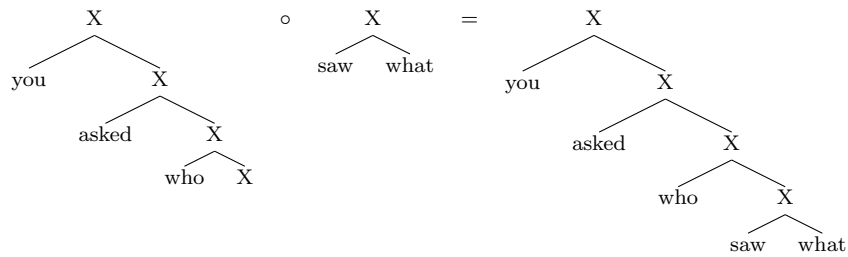 X ∘ X = X
you X saw what you X
asked X asked X
who X who X
saw what